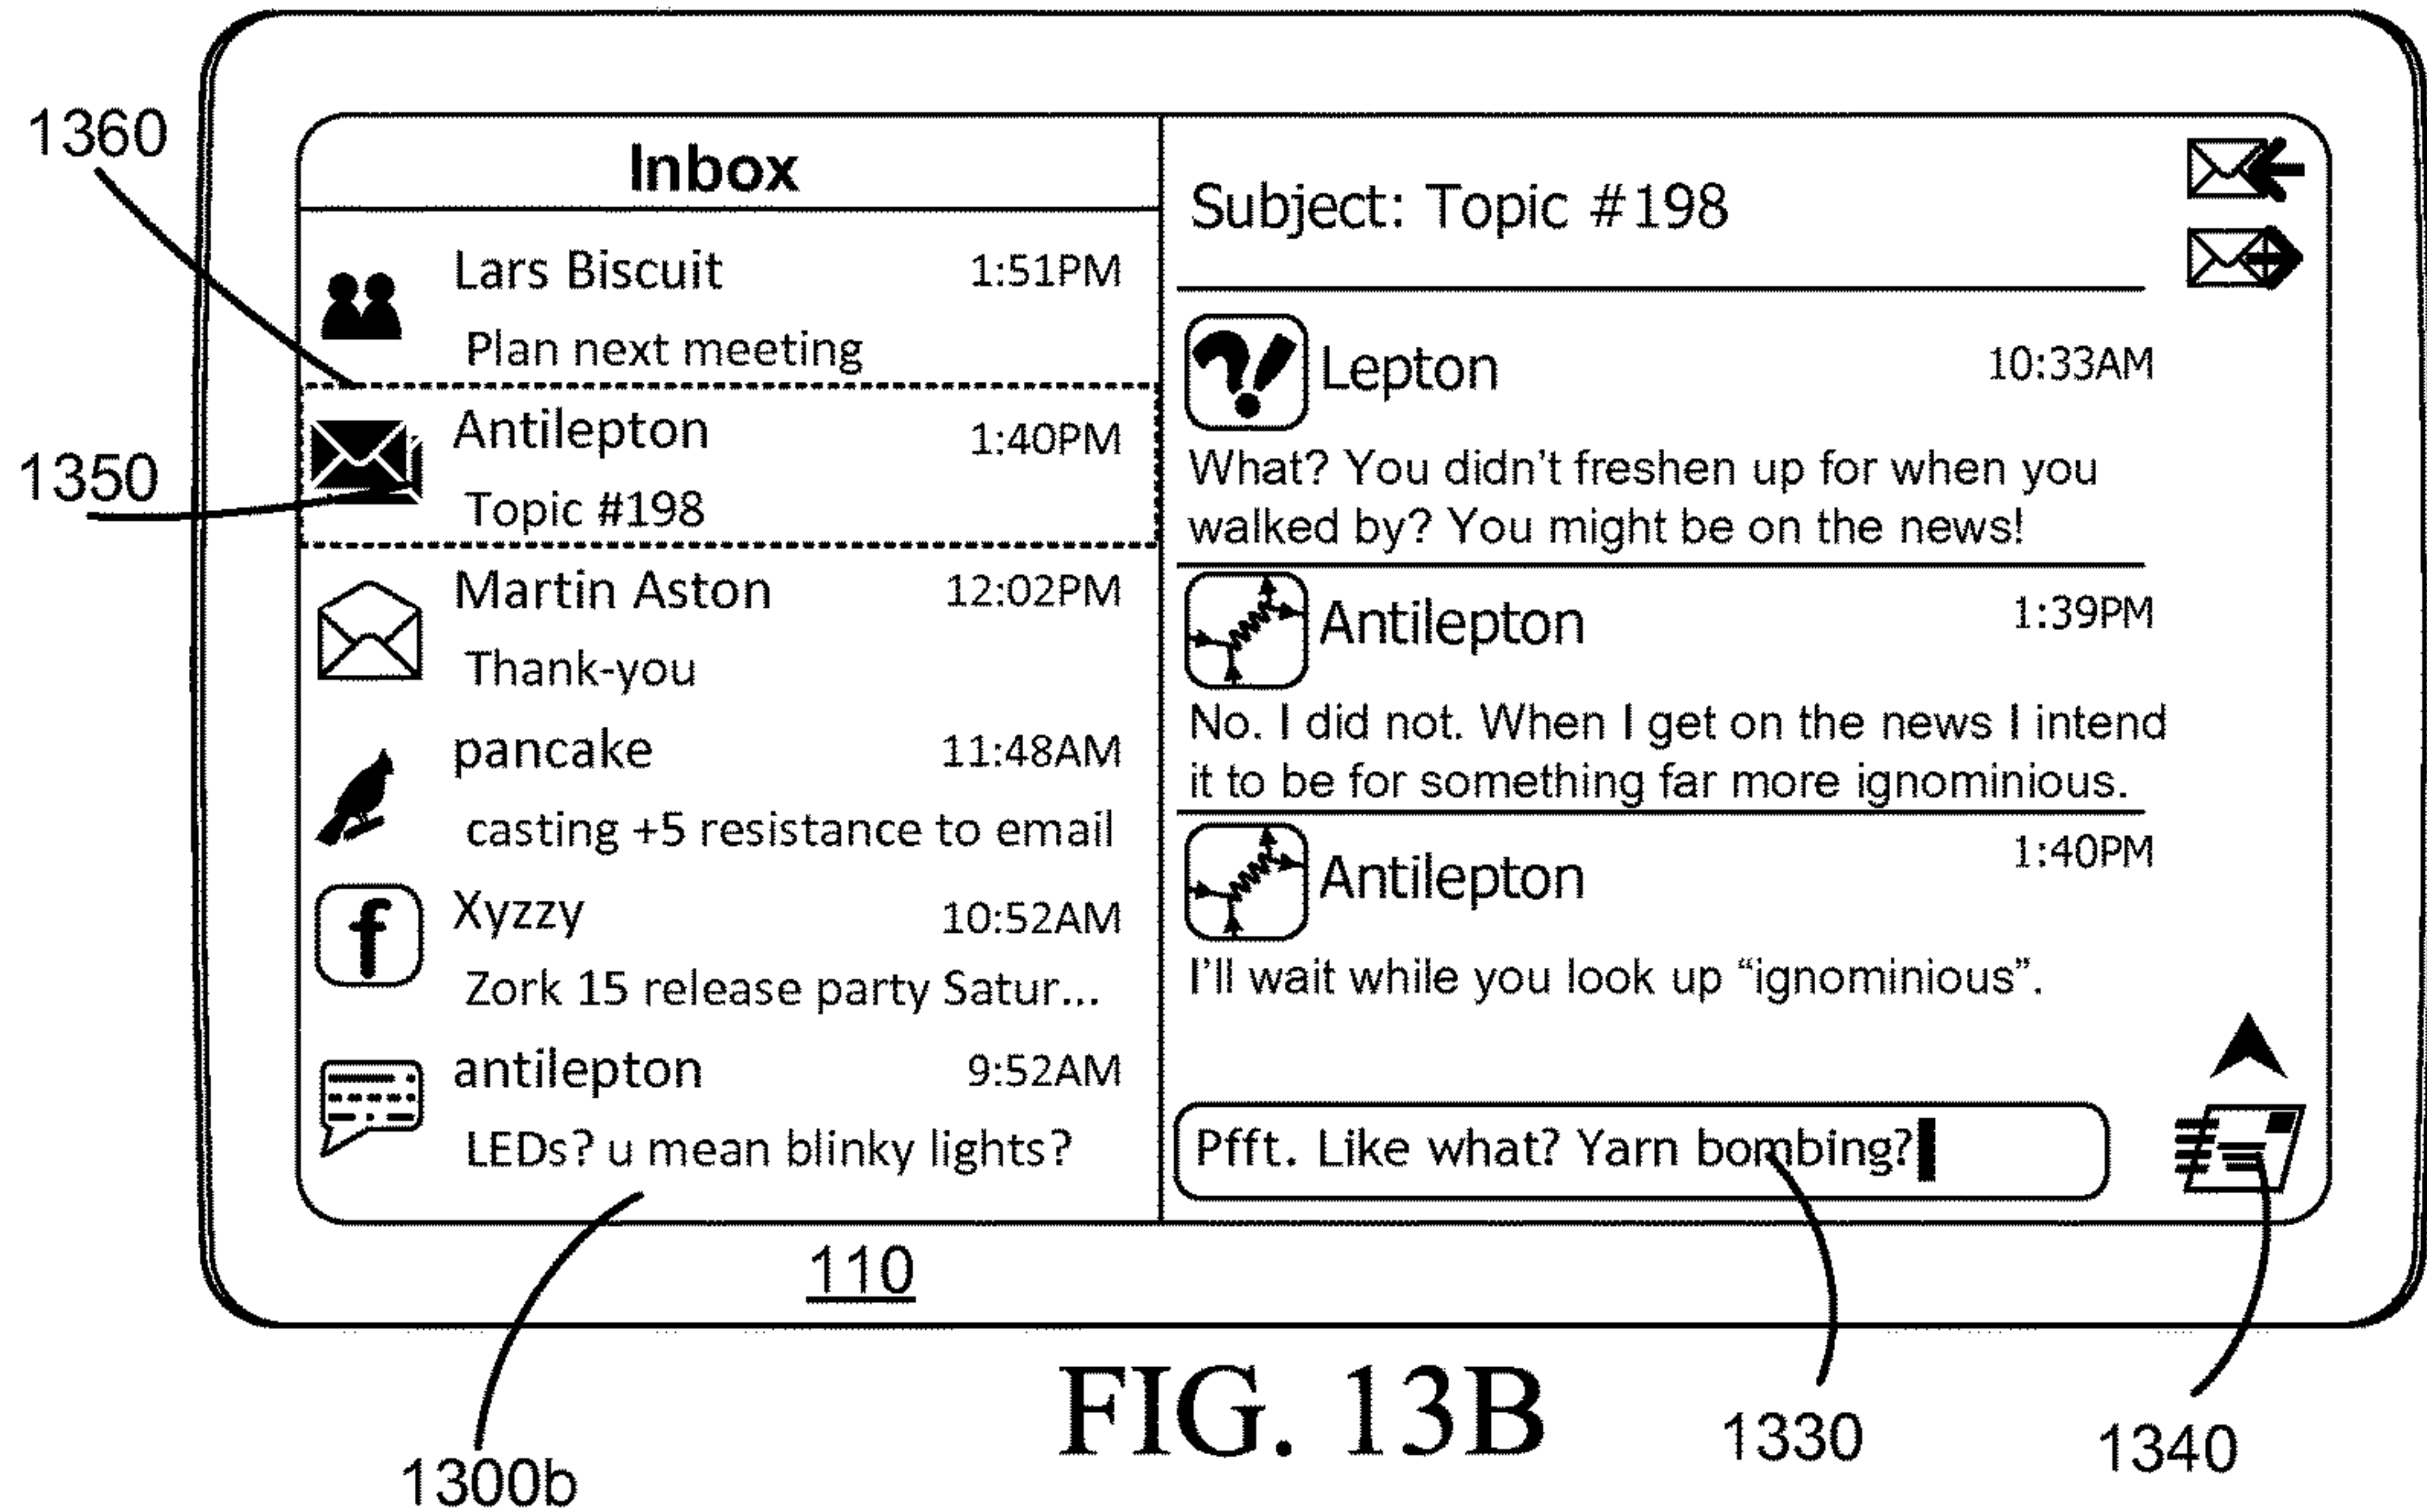 1360
1350
Inbox
Lars Biscuit 1:51PM
Plan next meeting
Antilepton 1:40PM
Topic #198
Martin Aston 12:02PM
Thank-you
pancake 11:48AM
casting +5 resistance to email
f
Xyzzy 10:52AM
Zork 15 release party Satur...
antilepton 9:52AM
LEDs? u mean blinky lights?
Subject: Topic #198
?!
Lepton 10:33AM
What? You didn't freshen up for when you
walked by? You might be on the news!
Antilepton 1:39PM
No. I did not. When I get on the news I intend
it to be for something far more ignominious.
Antilepton 1:40PM
I'll wait while you look up “ignominious”.
Pfft. Like what? Yarn bombing?
110
1300b
FIG. 13B
1330
1340